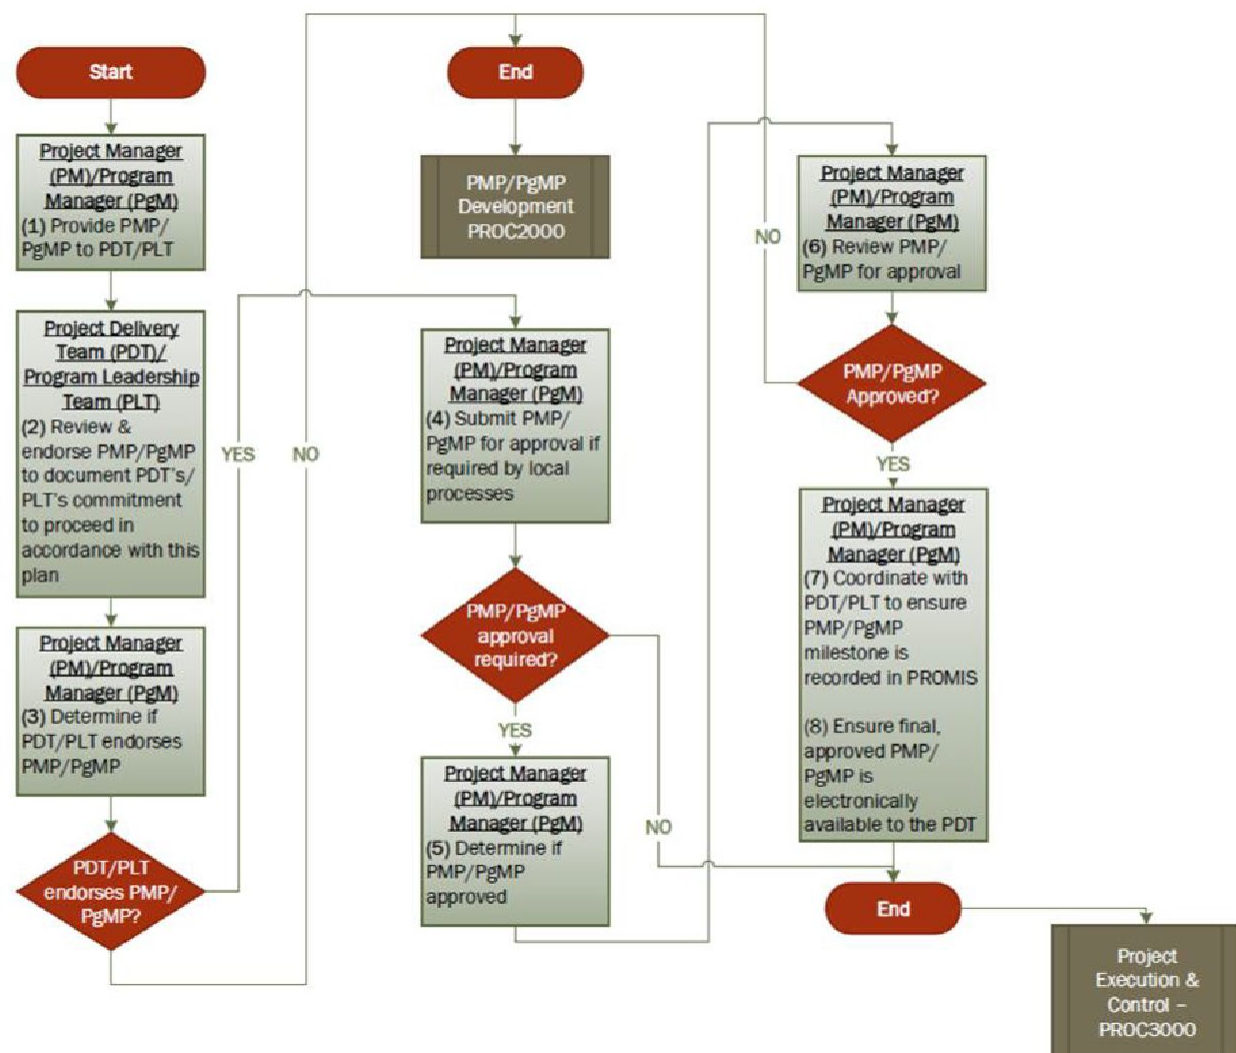 Start
Project Manager
(PM)/Program
Manager (PgM)
(1) Provide PMP/
PgMP to PDT/PLT
Project Delivery
Team (PDT)/
Program Leadership
Team (PLT)
(2) Review &
endorse PMP/PgMP
to document PDT's/
PLT's commitment
to proceed in
accordance with this
plan
Project Manager
(PM)/Program
Manager (PgM)
(3) Determine if
PDT/PLT endorses
PMP/PgMP
PDT/PLT
endorses PMP/
PgMP?
YES
NO
End
PMP/PgMP
Development
PROC2000
Project Manager
(PM)/Program
Manager (PgM)
(4) Submit PMP/
PgMP for approval if
required by local
processes
PMP/PgMP
approval
required?
YES
NO
Project Manager
(PM)/Program
Manager (PgM)
(5) Determine if
PMP/PgMP
approved
Project Manager
(PM)/Program
Manager (PgM)
(6) Review PMP/
PgMP for approval
NO
PMP/PgMP
Approved?
YES
Project Manager
(PM)/Program
Manager (PgM)
(7) Coordinate with
PDT/PLT to ensure
PMP/PgMP
milestone is
recorded in PROMIS
(8) Ensure final,
approved PMP/
PgMP is
electronically
available to the PDT
End
Project
Execution &
Control –
PROC3000